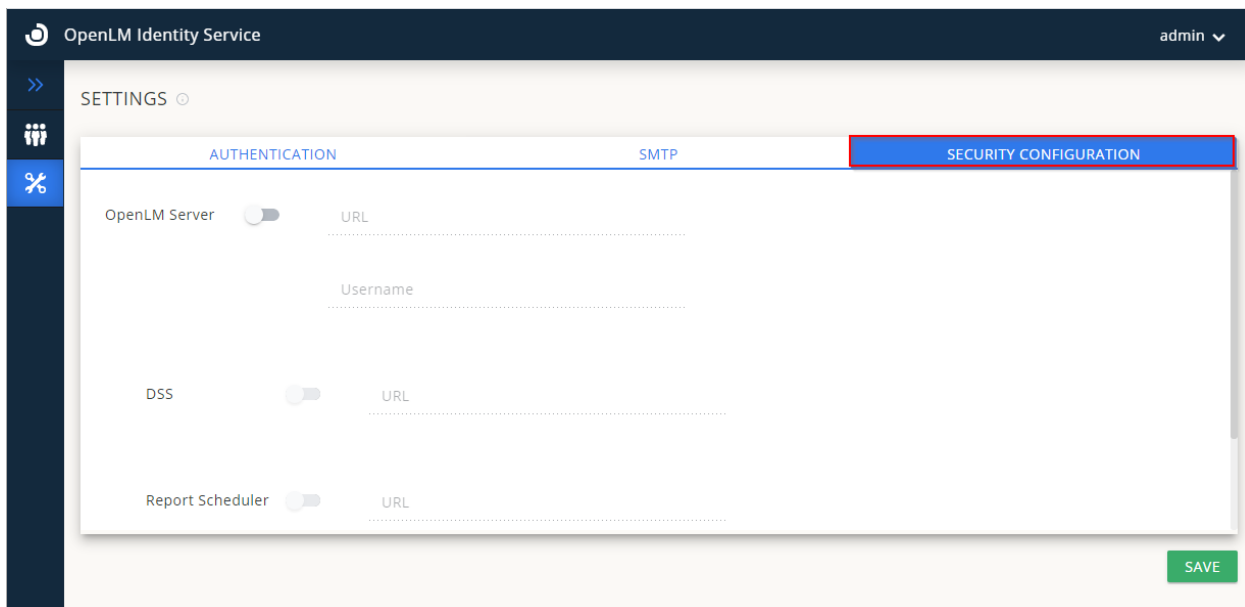 OpenLM Identity Service
admin
SETTINGS
AUTHENTICATION SMTP SECURITY CONFIGURATION
OpenLM Server URL
Username
DSS URL
Report Scheduler URL
SAVE